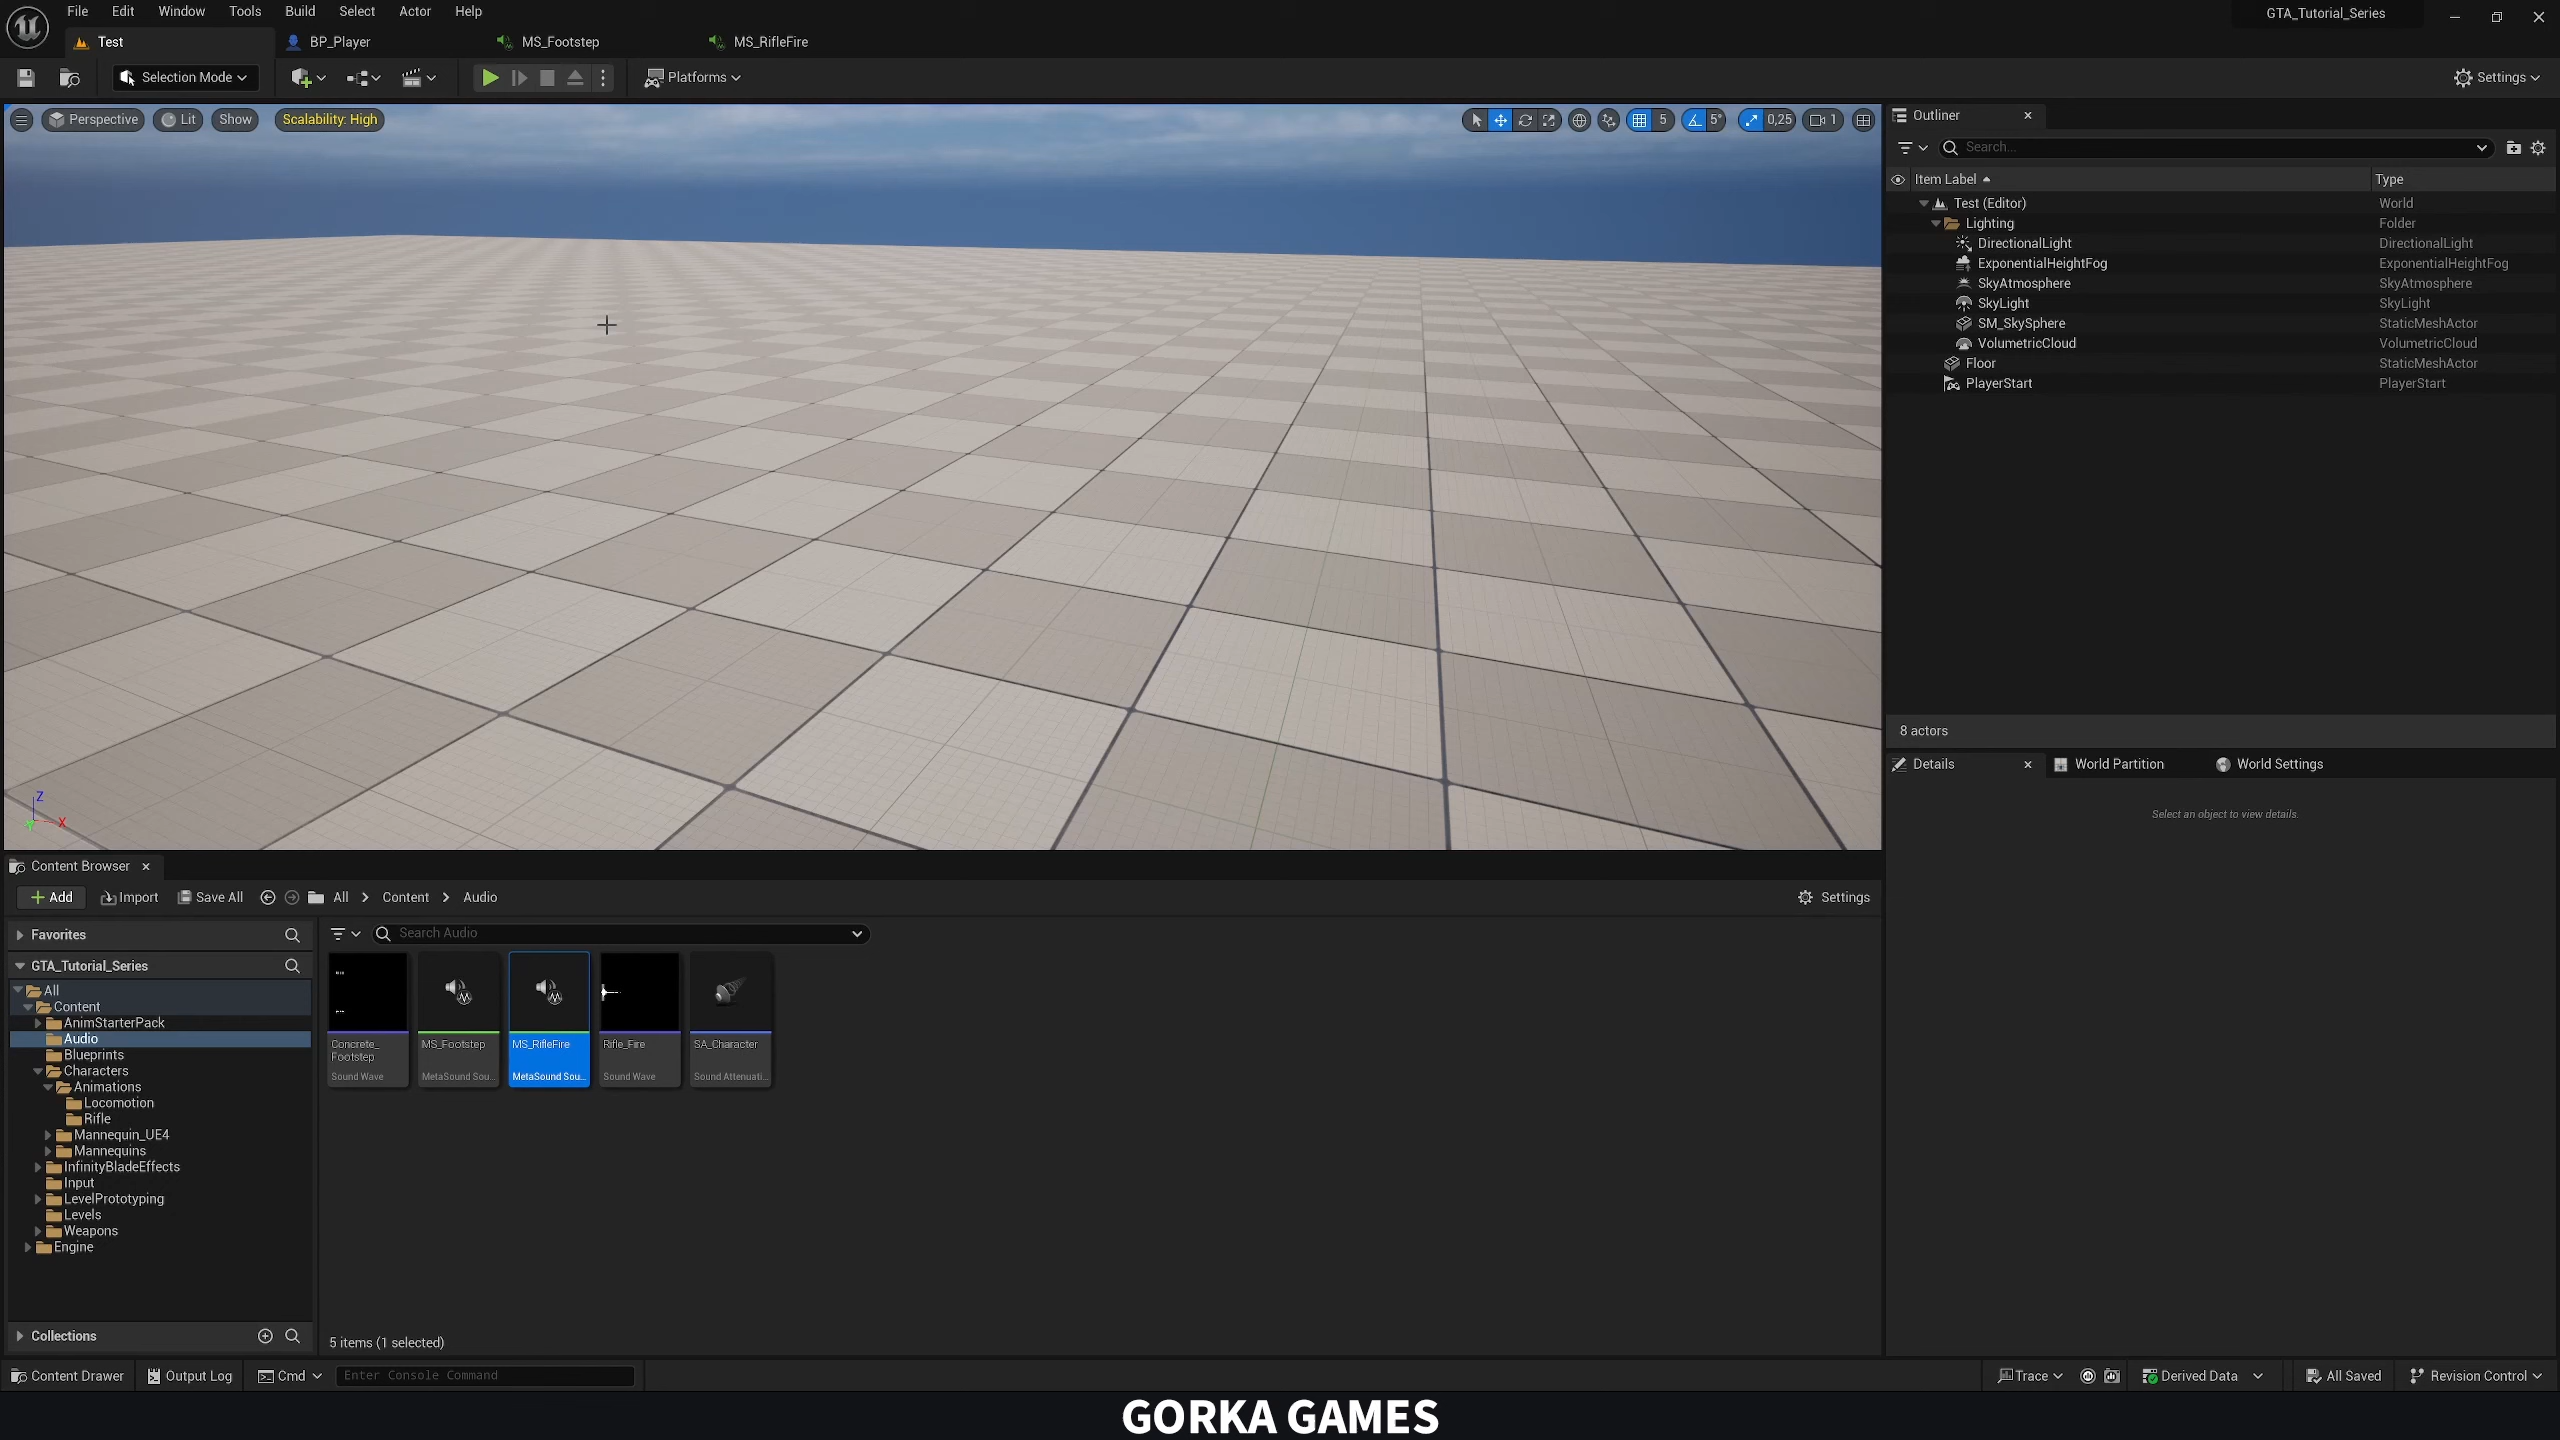 File Edit Window Tools Build Select Actor Help
GTA_Tutorial_Series
Test
BP_Player
MS_Footstep
MS_RifleFire
Selection Mode
Platforms
Settings
Perspective
Lit
Show
Scalability: High
5
5°
0,25
1
Outliner
Search...
Item Label
Type
Test (Editor)
World
Lighting
Folder
DirectionalLight
DirectionalLight
ExponentialHeightFog
ExponentialHeightFog
SkyAtmosphere
SkyAtmosphere
SkyLight
SkyLight
SM_SkySphere
StaticMeshActor
VolumetricCloud
VolumetricCloud
Floor
StaticMeshActor
PlayerStart
PlayerStart
8 actors
Details
World Partition
World Settings
Select an object to view details.
Z
Y
X
Content Browser
Add
Import
Save All
All
Content
Audio
Settings
Favorites
Search Audio
GTA_Tutorial_Series
All
Content
AnimStarterPack
Audio
Blueprints
Characters
Animations
Locomotion
Rifle
Mannequin_UE4
Mannequins
InfinityBladeEffects
Input
LevelPrototyping
Levels
Weapons
Engine
Concrete_
Footstep
Sound Wave
MS_Footstep
MetaSound Sou...
MS_RifleFire
MetaSound Sou...
Rifle_Fire
Sound Wave
SA_Character
Sound Attenuati...
Collections
5 items (1 selected)
Content Drawer
Output Log
Cmd
Enter Console Command
Trace
Derived Data
All Saved
Revision Control
GORKA GAMES